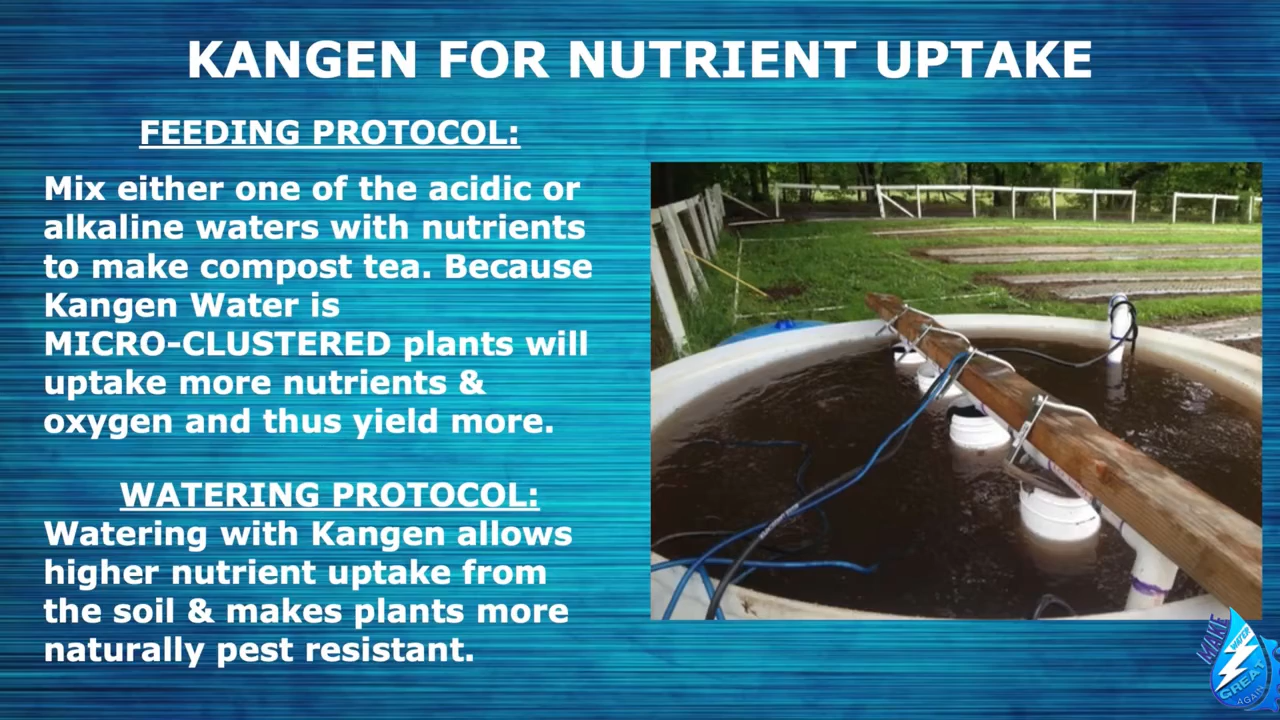 KANGEN FOR NUTRIENT UPTAKE
FEEDING PROTOCOL:
Mix either one of the acidic or
alkaline waters with nutrients
to make compost tea. Because
Kangen Water is
MICRO-CLUSTERED plants will
uptake more nutrients &
oxygen and thus yield more.
WATERING PROTOCOL:
Watering with Kangen allows
higher nutrient uptake from
the soil & makes plants more
naturally pest resistant.
MAKE
WATER
GREAT
AGAIN